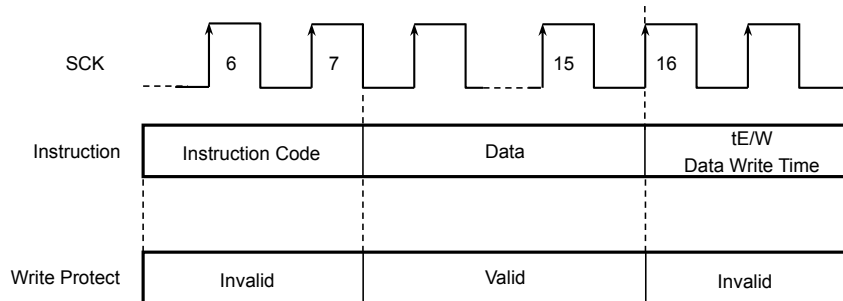 SCK
6
7
15
16
Instruction
Instruction Code
Data
tE/W
Data Write Time
Write Protect
Invalid
Valid
Invalid